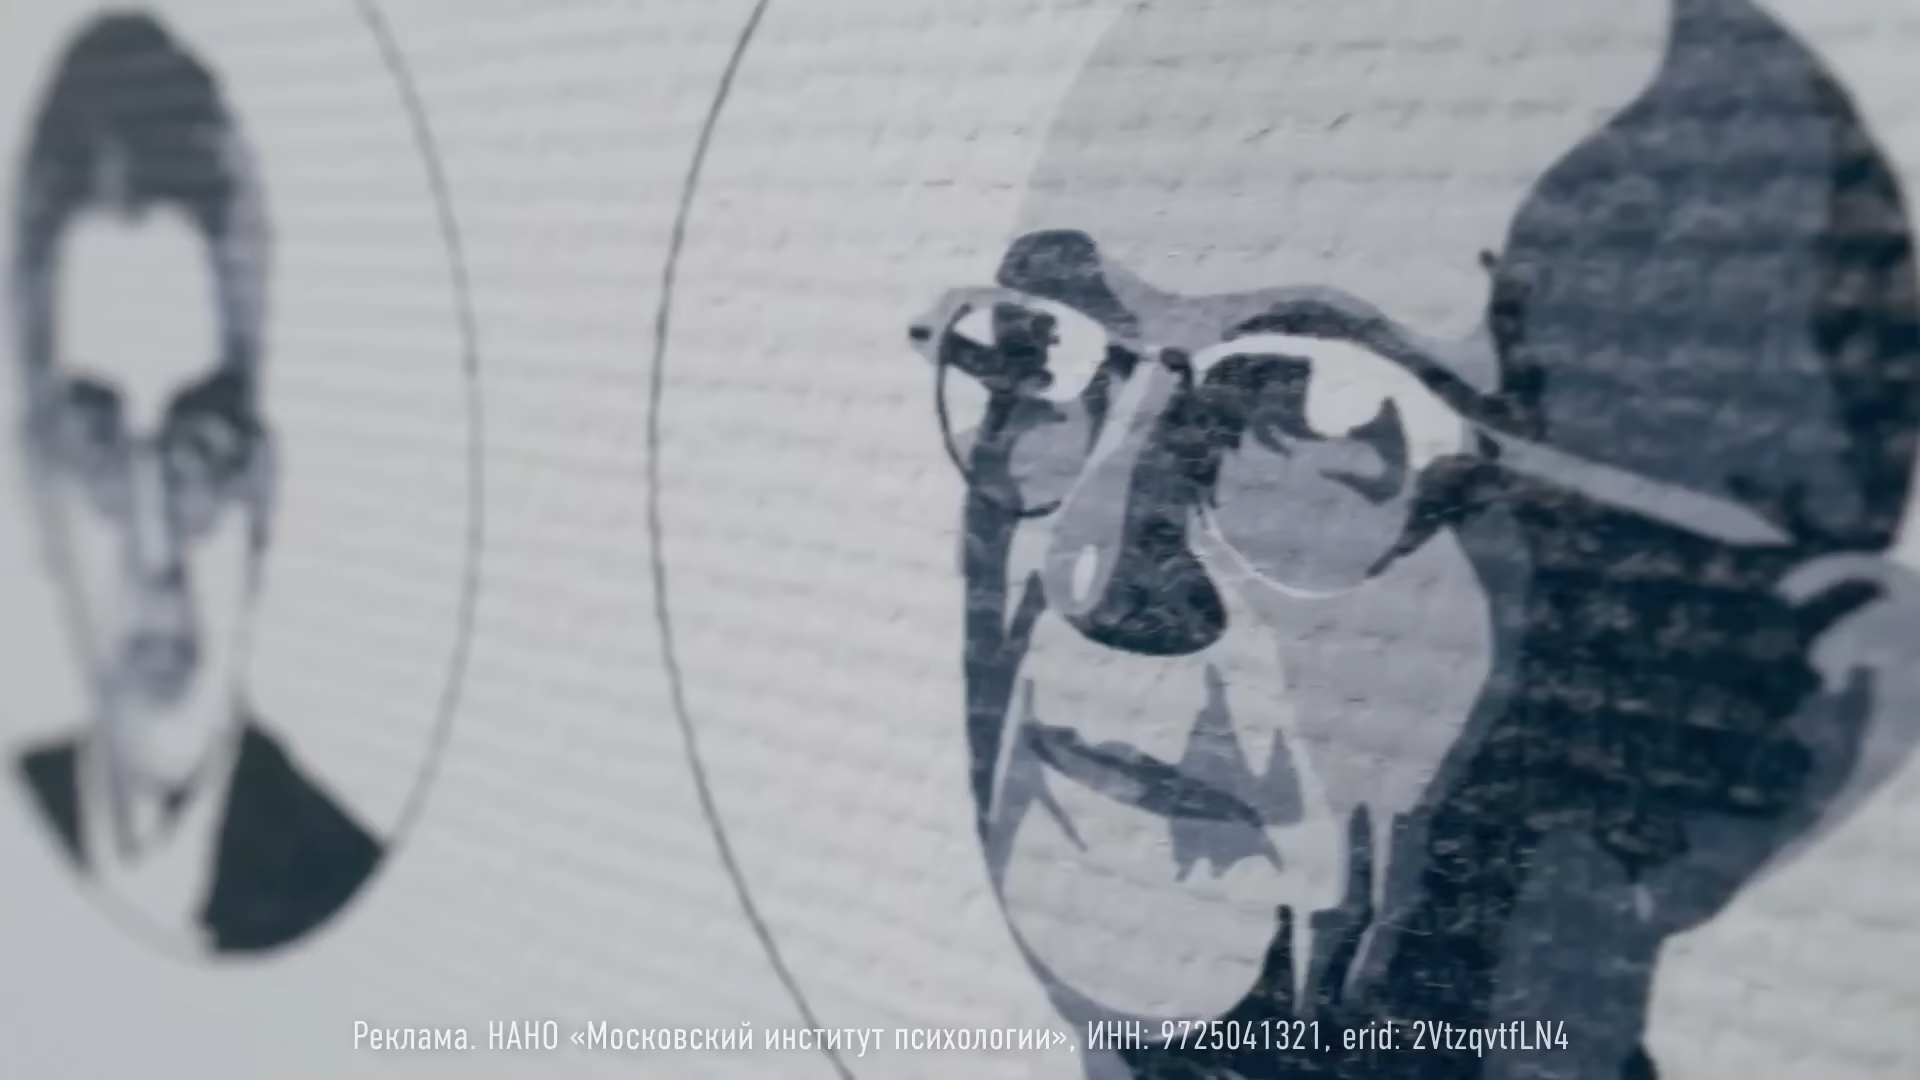 Реклама. НАНО «Московский институт психологии», ИНН: 9725041321, erid: 2VtzqvtfLN4